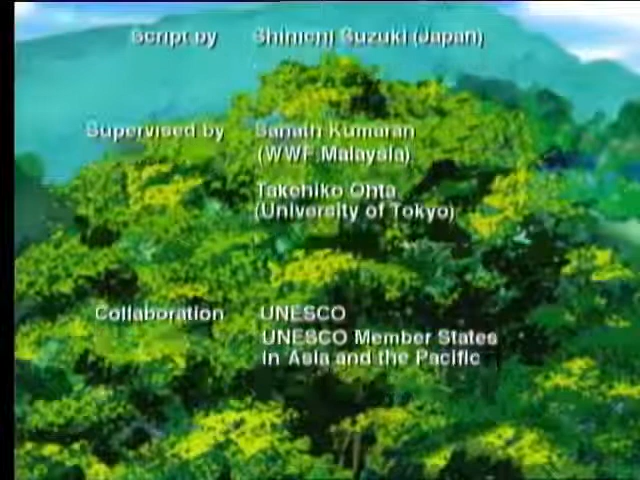 Script by Shinichi Suzuki (Japan)
Supervised by Sanath Kumaran
(WWF Malaysia)
Takehiko Ohta
(University of Tokyo)
Collaboration UNESCO
UNESCO Member States
in Asia and the Pacific